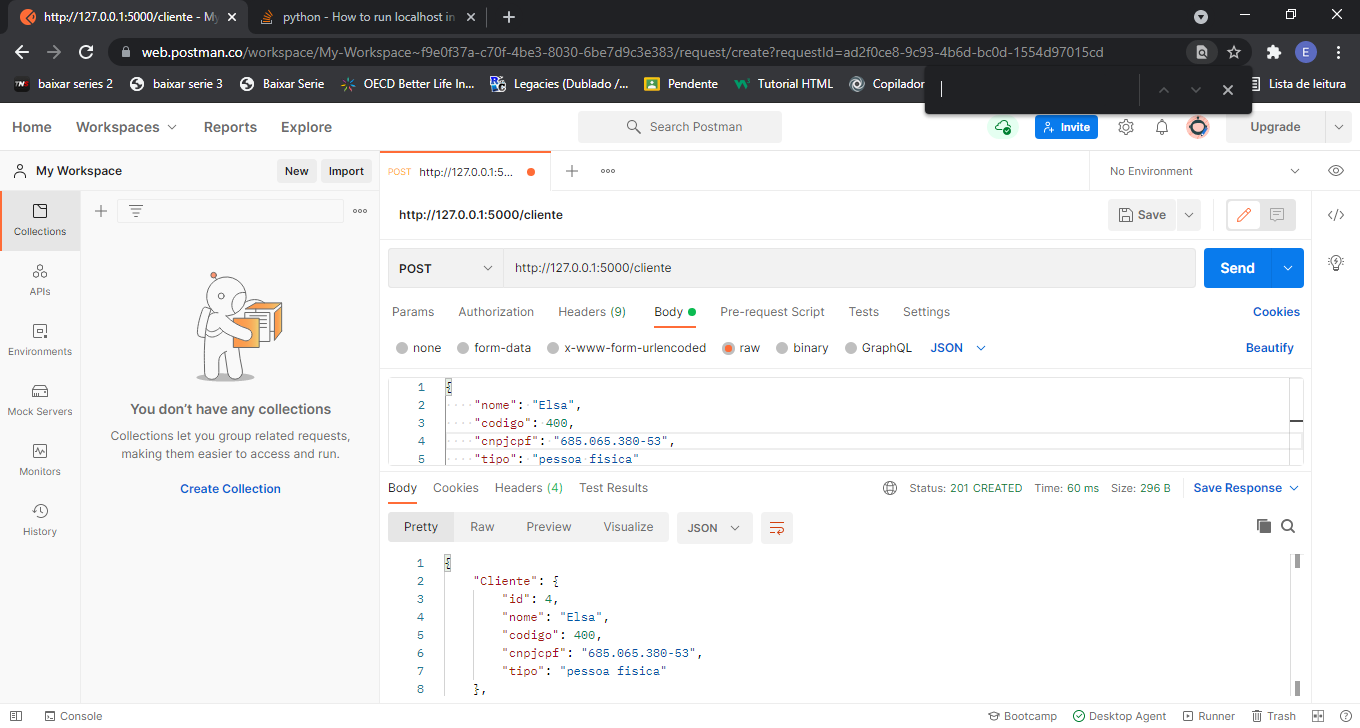 http://127.0.0.1:5000/cliente - My
python - How to run localhost in
web.postman.co/workspace/My-Workspace~f9e0f37a-c70f-4be3-8030-6be7d9c3e383/request/create?requestId=ad2f0ce8-9c93-4b6d-bc0d-1554d97015cd
E
baixar series 2
baixar serie 3
Baixar Serie
OECD Better Life In...
Legacies (Dublado /...
Pendente
Tutorial HTML
Copilador
Lista de leitura
Home
Workspaces
Reports
Explore
Search Postman
Invite
Upgrade
My Workspace
New
Import
POST http://127.0.0.1:5...
No Environment
Collections
APIs
Environments
Mock Servers
Monitors
History
You don't have any collections
Collections let you group related requests,
making them easier to access and run.
Create Collection
http://127.0.0.1:5000/cliente
Save
POST
http://127.0.0.1:5000/cliente
Send
Params
Authorization
Headers (9)
Body
Pre-request Script
Tests
Settings
Cookies
none
form-data
x-www-form-urlencoded
raw
binary
GraphQL
JSON
Beautify
1 {
2 "nome": "Elsa",
3 "codigo": 400,
4 "cnpjcpf": "685.065.380-53",
5 "tipo": "pessoa fisica"
Body
Cookies
Headers (4)
Test Results
Status: 201 CREATED
Time: 60 ms
Size: 296 B
Save Response
Pretty
Raw
Preview
Visualize
JSON
1 {
2 "Cliente": {
3 "id": 4,
4 "nome": "Elsa",
5 "codigo": 400,
6 "cnpjcpf": "685.065.380-53",
7 "tipo": "pessoa fisica"
8 },
Console
Bootcamp
Desktop Agent
Runner
Trash